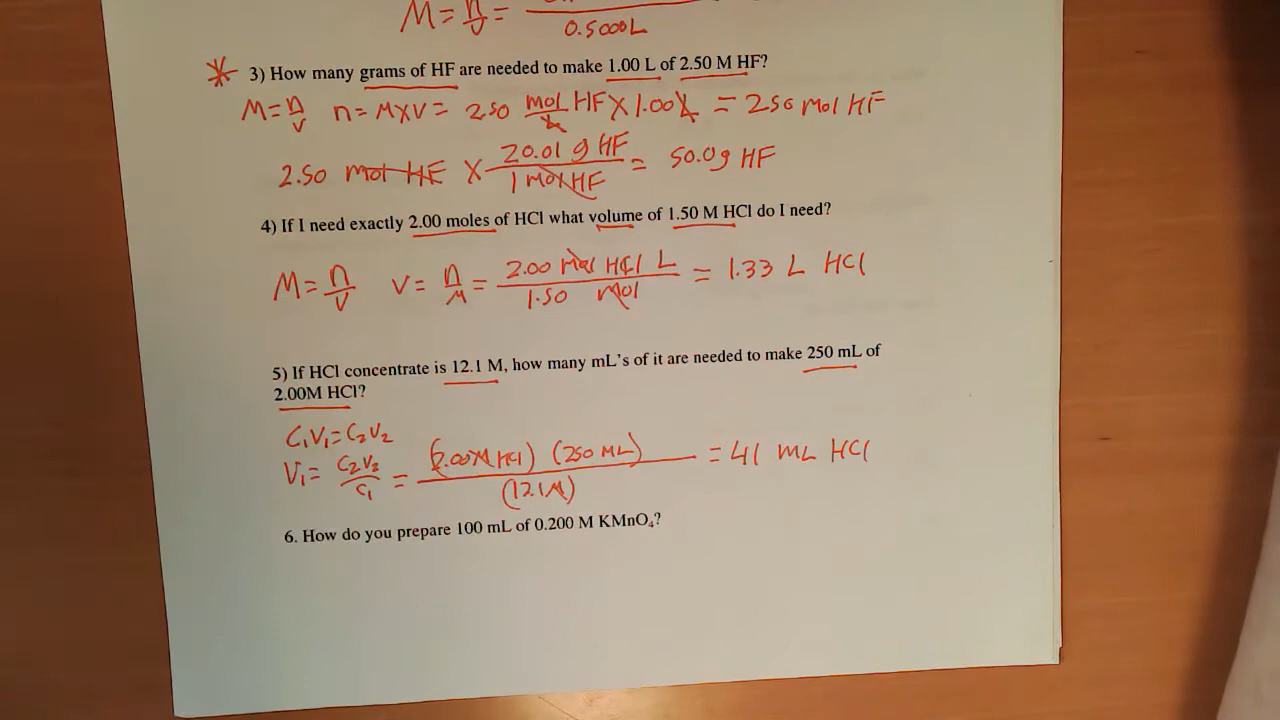 M = n/v =
0.5000L
* 3) How many grams of HF are needed to make 1.00 L of 2.50 M HF?
M = n/v n = M x V = 2.50 mol/L HF x 1.00 L = 2.50 mol HF
2.50 mol HF x 20.01 g HF / 1 mol HF = 50.0g HF
4) If I need exactly 2.00 moles of HCl what volume of 1.50 M HCl do I need?
M = n/v V = n/M = 2.00 mol HCl L / 1.50 mol = 1.33 L HCl
5) If HCl concentrate is 12.1 M, how many mL's of it are needed to make 250 mL of
2.00M HCl?
C₁V₁ = C₂V₂
V₁ = C₂V₂/C₁ = (2.00M HCl) (250 ML) / (12.1M) = 41 mL HCl
6. How do you prepare 100 mL of 0.200 M KMnO₄?